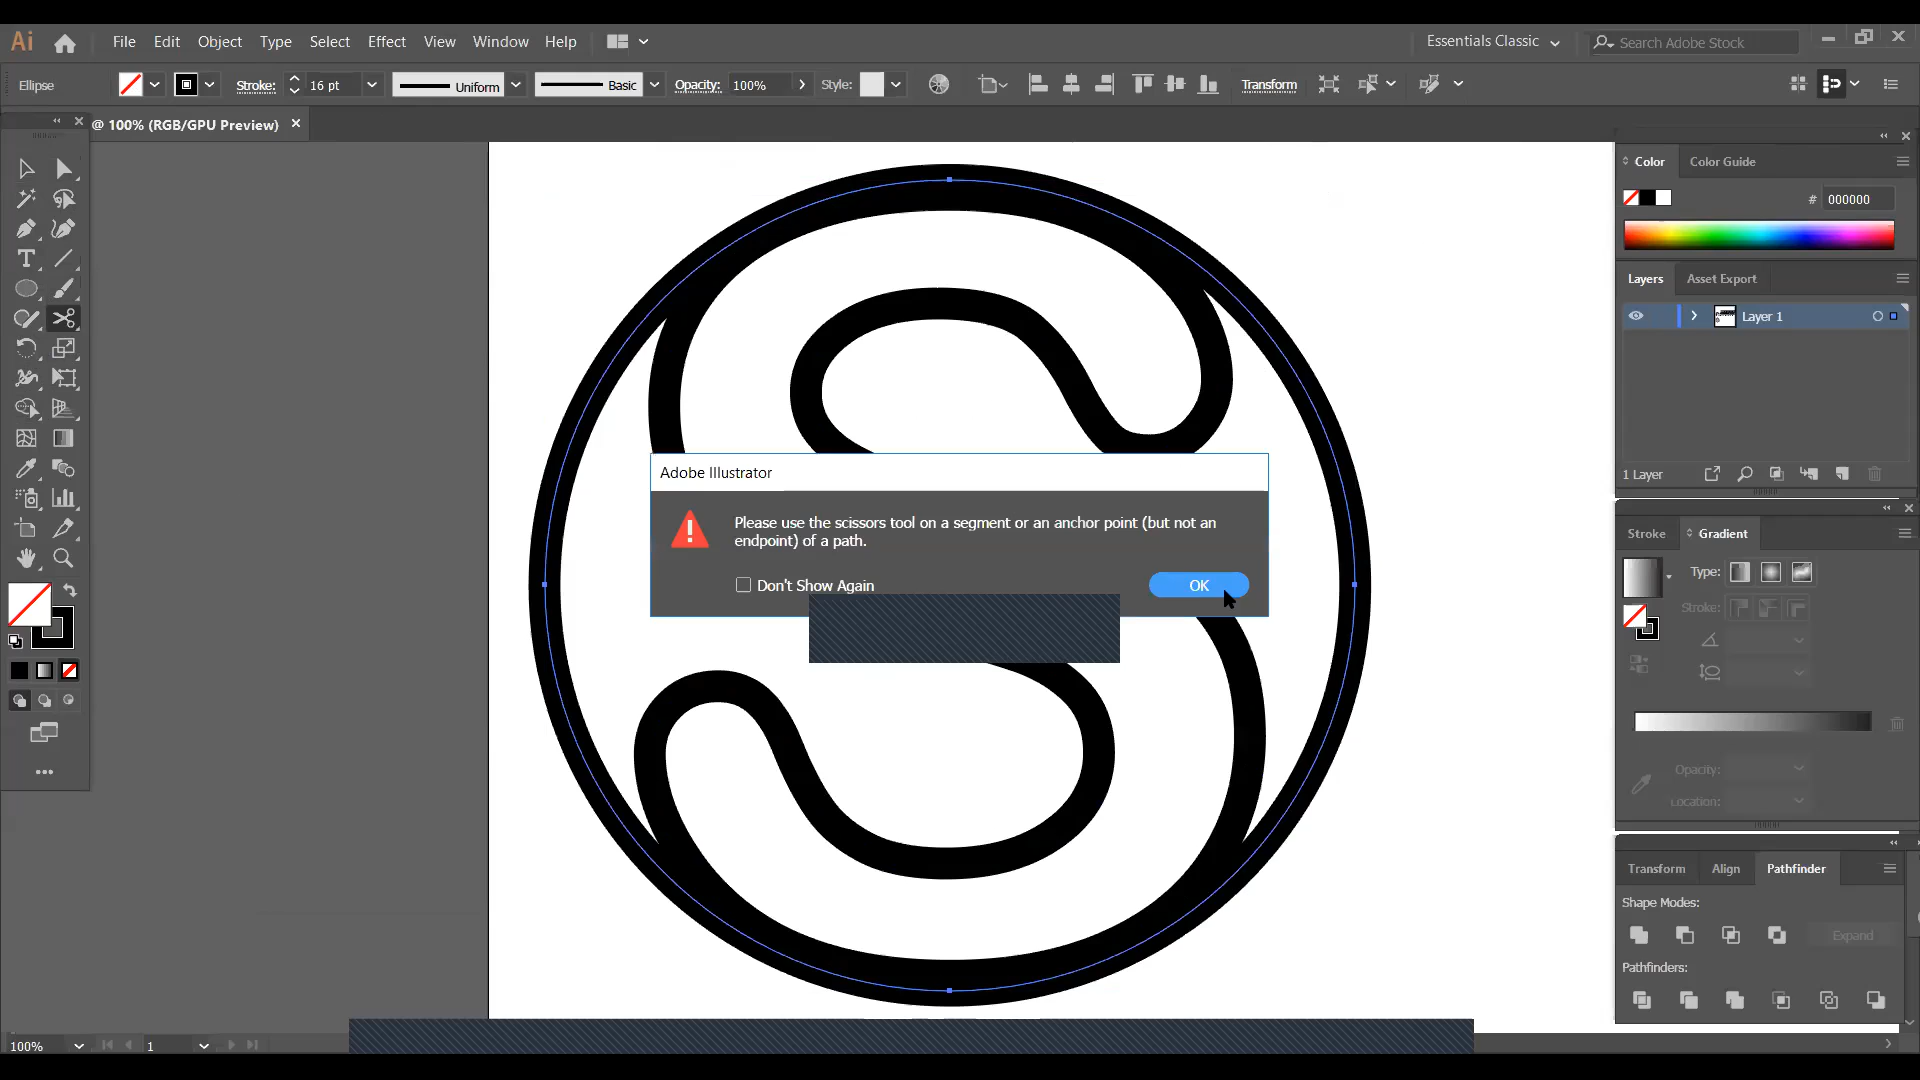 Ai File Edit Object Type Select Effect View Window Help Essentials Classic Search Adobe Stock
Ellipse Stroke: 16 pt Uniform Basic Opacity: 100% Style: Transform
@ 100% (RGB/GPU Preview)
Color Color Guide
# 000000
Layers Asset Export
Layer 1
1 Layer
Adobe Illustrator
Please use the scissors tool on a segment or an anchor point (but not an
endpoint) of a path.
Don't Show Again OK
Stroke Gradient
Type:
Stroke:
Opacity:
Location:
Transform Align Pathfinder
Shape Modes:
Expand
Pathfinders:
100% 1